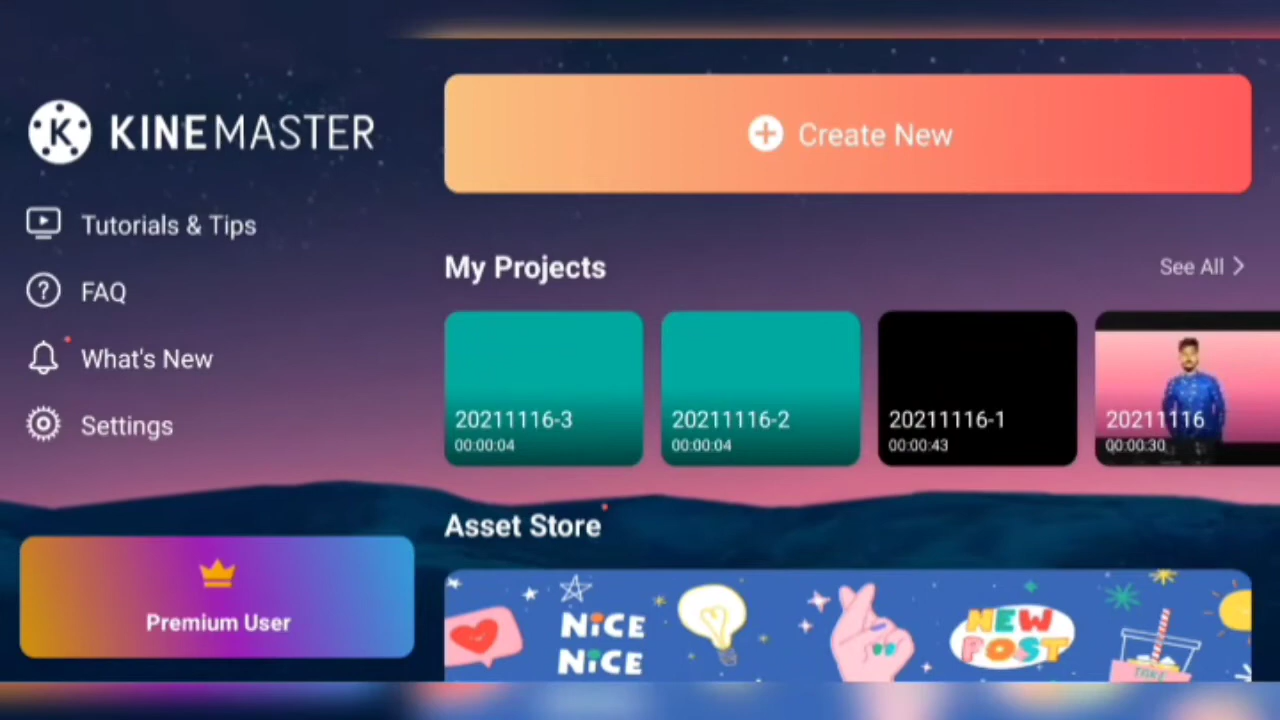 K KINEMASTER
Tutorials & Tips
? FAQ
What's New
Settings
Premium User
Create New
My Projects
See All
20211116-3
00:00:04
20211116-2
00:00:04
20211116-1
00:00:43
20211116
00:00:30
Asset Store
NiCE
NiCE
NEW
POST
TAKE